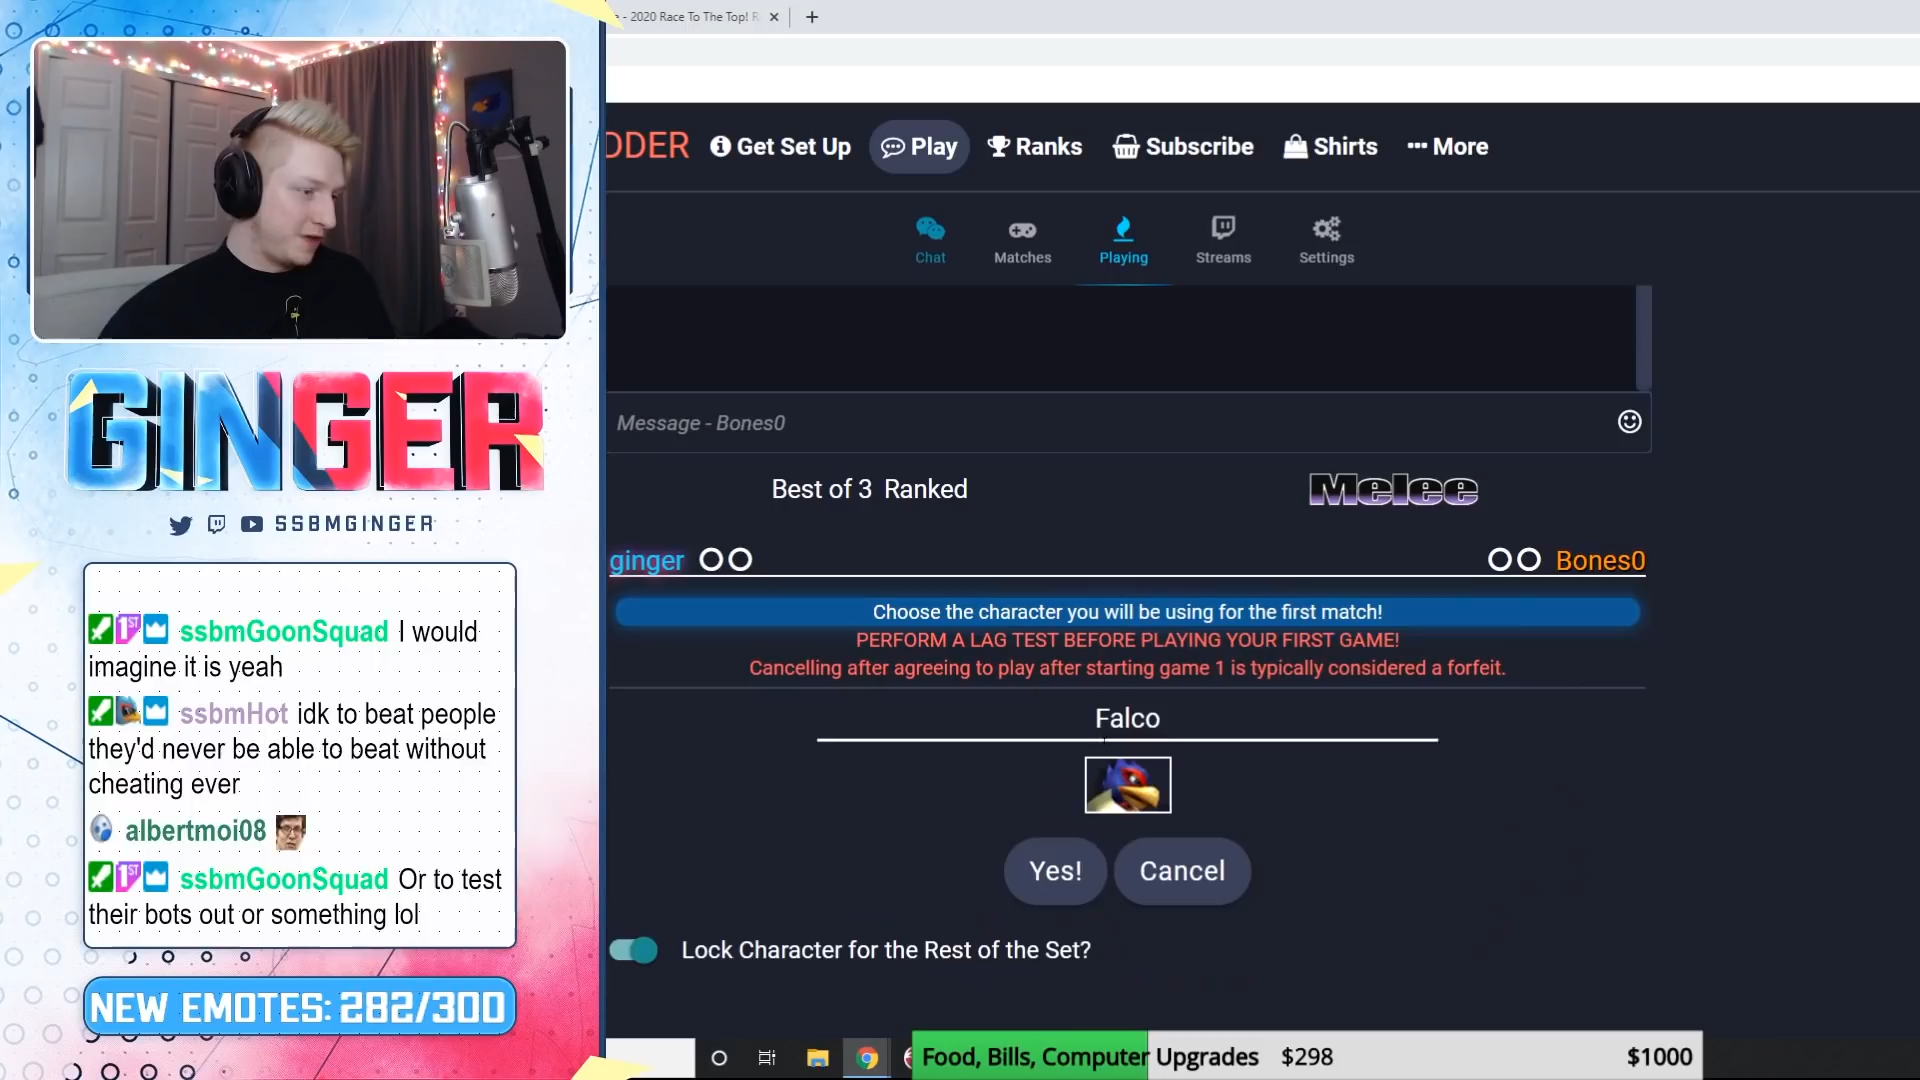 - 2020 Race To The Top!
DDER
Get Set Up
Play
Ranks
Subscribe
Shirts
More
Chat
Matches
Playing
Streams
Settings
Message - Bones0
Best of 3 Ranked
Melee
ginger
Bones0
Choose the character you will be using for the first match!
PERFORM A LAG TEST BEFORE PLAYING YOUR FIRST GAME!
Cancelling after agreeing to play after starting game 1 is typically considered a forfeit.
Falco
Yes!
Cancel
Lock Character for the Rest of the Set?
GINGER
SSBMGINGER
1ST ssbmGoonSquad I would
imagine it is yeah
ssbmHot idk to beat people
they'd never be able to beat without
cheating ever
albertmoi08
1ST ssbmGoonSquad Or to test
their bots out or something lol
NEW EMOTES: 282/300
Food, Bills, Computer Upgrades $298 $1000